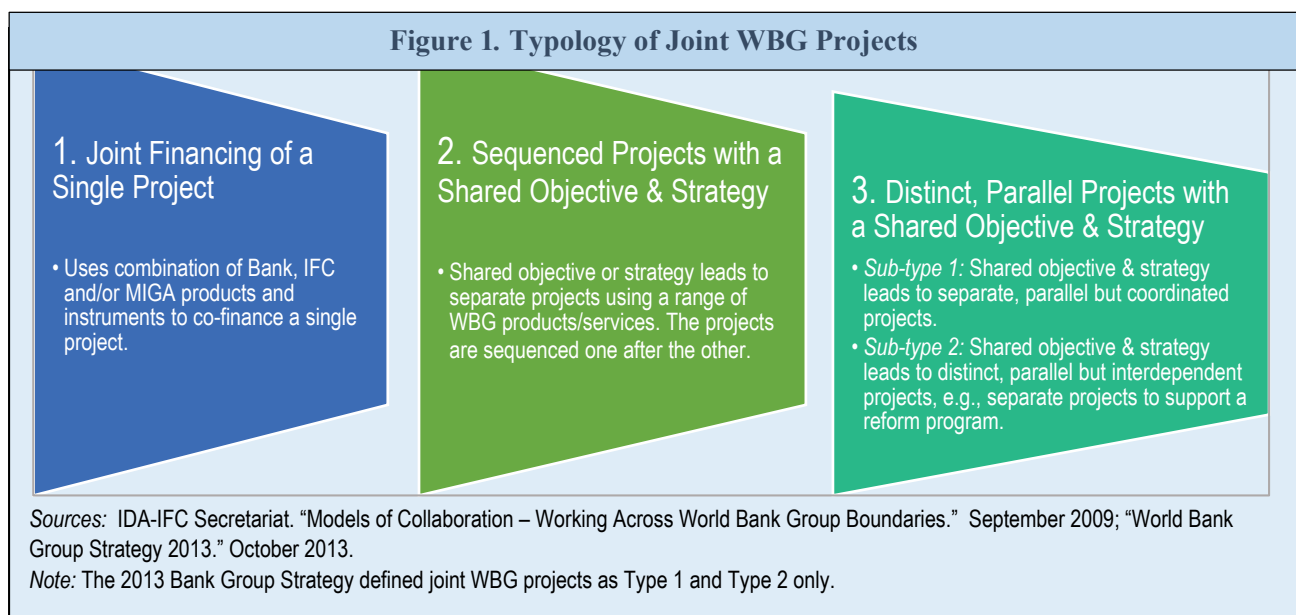 Figure 1. Typology of Joint WBG Projects
1. Joint Financing of a
Single Project
• Uses combination of Bank, IFC
and/or MIGA products and
instruments to co-finance a single
project.
2. Sequenced Projects with a
Shared Objective & Strategy
• Shared objective or strategy leads to
separate projects using a range of
WBG products/services. The projects
are sequenced one after the other.
3. Distinct, Parallel Projects with
a Shared Objective & Strategy
• Sub-type 1: Shared objective & strategy
leads to separate, parallel but coordinated
projects.
• Sub-type 2: Shared objective & strategy
leads to distinct, parallel but interdependent
projects, e.g., separate projects to support a
reform program.
Sources: IDA-IFC Secretariat. “Models of Collaboration – Working Across World Bank Group Boundaries.” September 2009; “World Bank
Group Strategy 2013.” October 2013.
Note: The 2013 Bank Group Strategy defined joint WBG projects as Type 1 and Type 2 only.